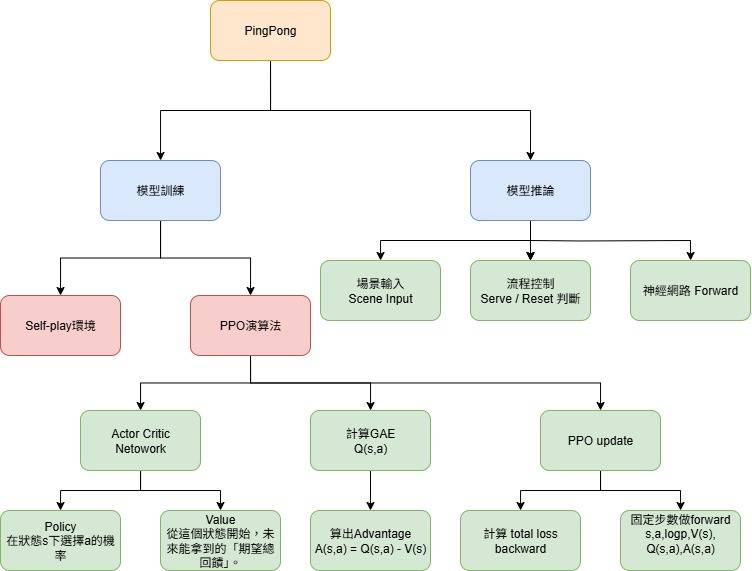 PingPong
模型訓練
模型推論
場景輸入
Scene Input
流程控制
Serve / Reset 判斷
神經網路 Forward
Self-play環境
PPO演算法
Actor Critic
Netowork
計算GAE
Q(s,a)
PPO update
Policy
在狀態s下選擇a的機
率
Value
從這個狀態開始，未
來能拿到的「期望總
回饋」。
算出Advantage
A(s,a) = Q(s,a) - V(s)
計算 total loss
backward
固定步數做forward
s,a,logp,V(s),
Q(s,a),A(s,a)